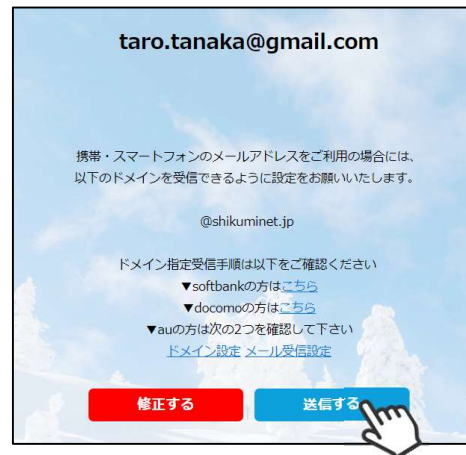 taro.tanaka@gmail.com
携帯・スマートフォンのメールアドレスをご利用の場合には、
以下のドメインを受信できるように設定をお願いいたします。
@shikuminet.jp
ドメイン指定受信手順は以下をご確認ください
▼softbankの方はこちら
▼docomoの方はこちら
▼auの方は次の2つを確認して下さい
ドメイン設定 メール受信設定
修正する 送信する